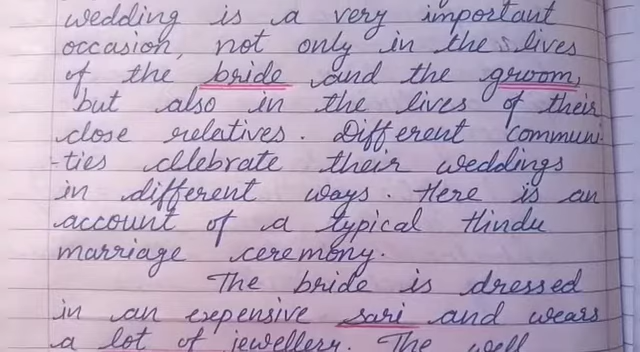 wedding is a very important
occasion, not only in the lives
of the bride and the groom,
but also in the lives of their
close relatives. Different communi-
-ties celebrate their weddings
in different ways. Here is an
account of a typical Hindu
marriage ceremony.
The bride is dressed
in an expensive sari and wears
a lot of jewellery. The well